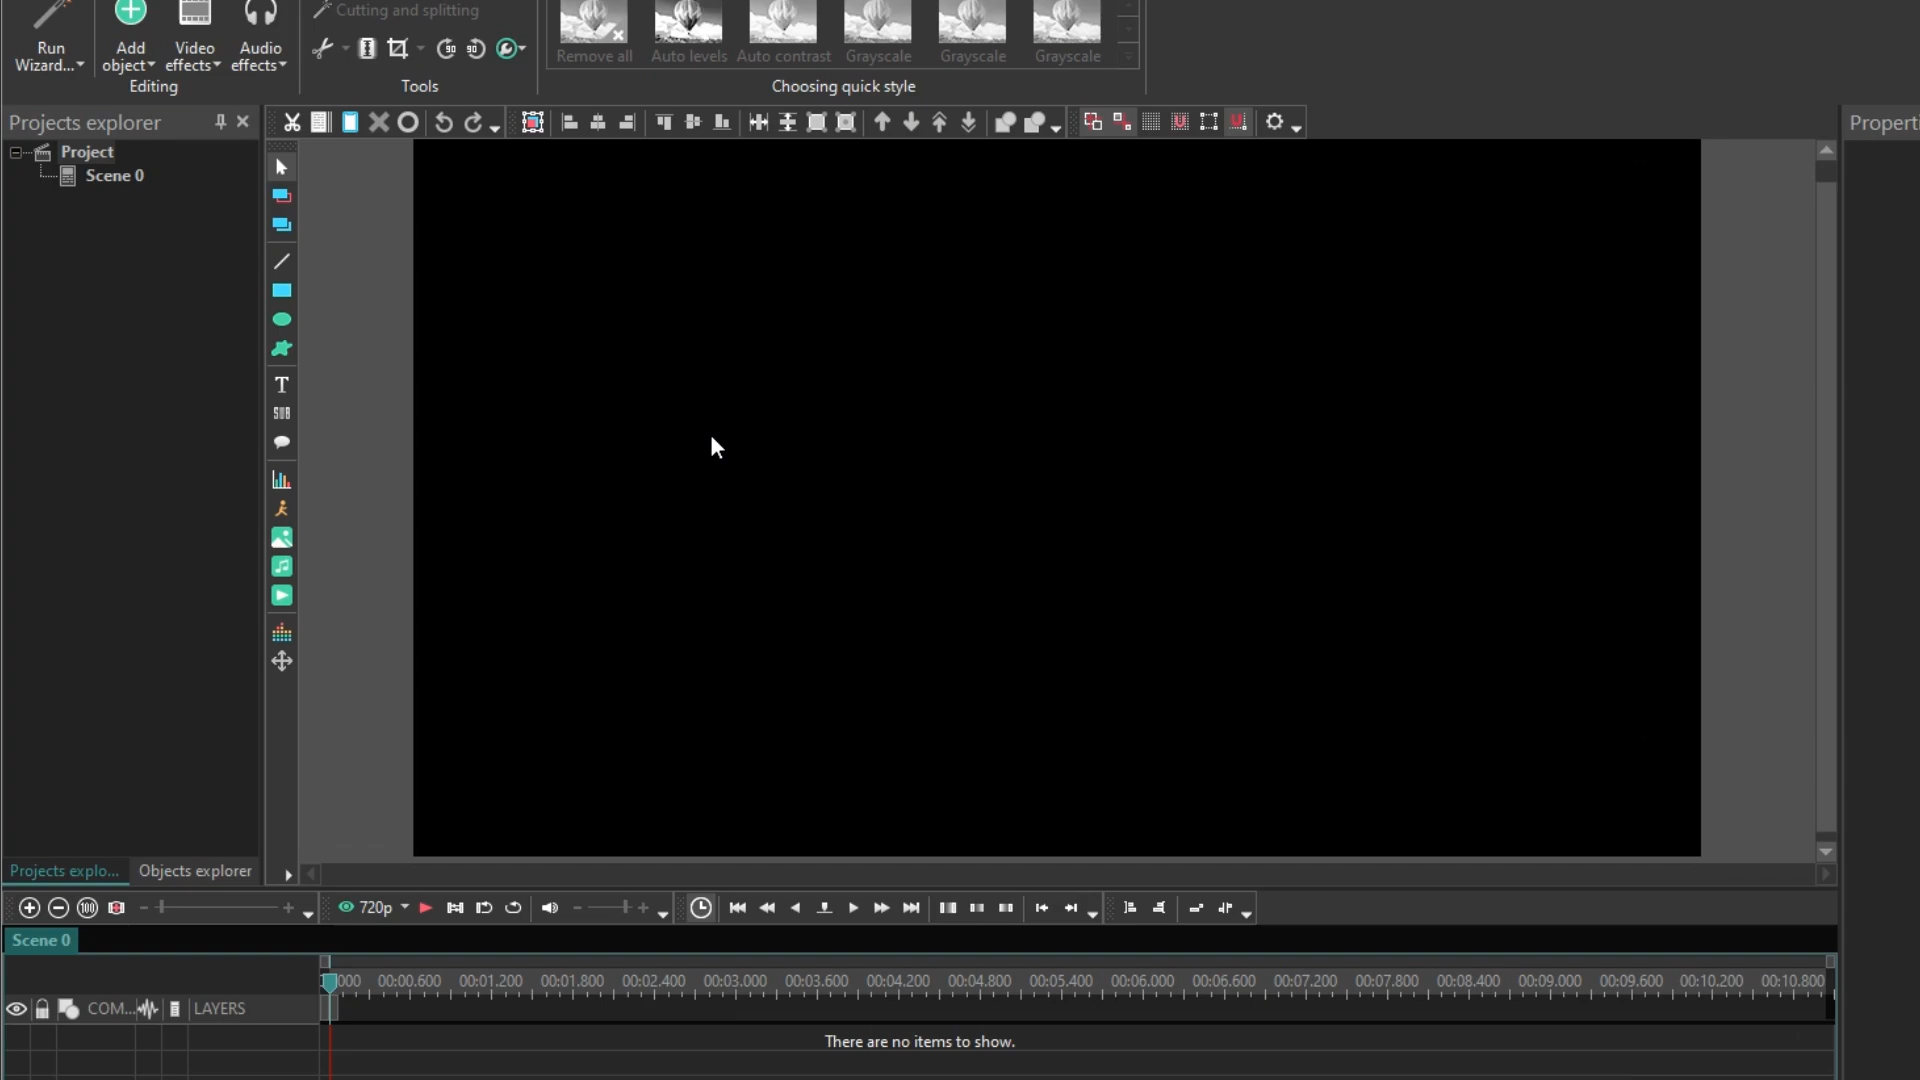 Cutting and splitting
Run
Wizard...
Add
object
Video
effects
Audio
effects
Editing
Tools
90
90
Remove all
Auto levels
Auto contrast
Grayscale
Grayscale
Grayscale
Choosing quick style
Projects explorer
Properti
Project
Scene 0
T
SUB
Projects explo...
Objects explorer
100
720p
Scene 0
000
00:00.600
00:01.200
00:01.800
00:02.400
00:03.000
00:03.600
00:04.200
00:04.800
00:05.400
00:06.000
00:06.600
00:07.200
00:07.800
00:08.400
00:09.000
00:09.600
00:10.200
00:10.800
COM...
LAYERS
There are no items to show.